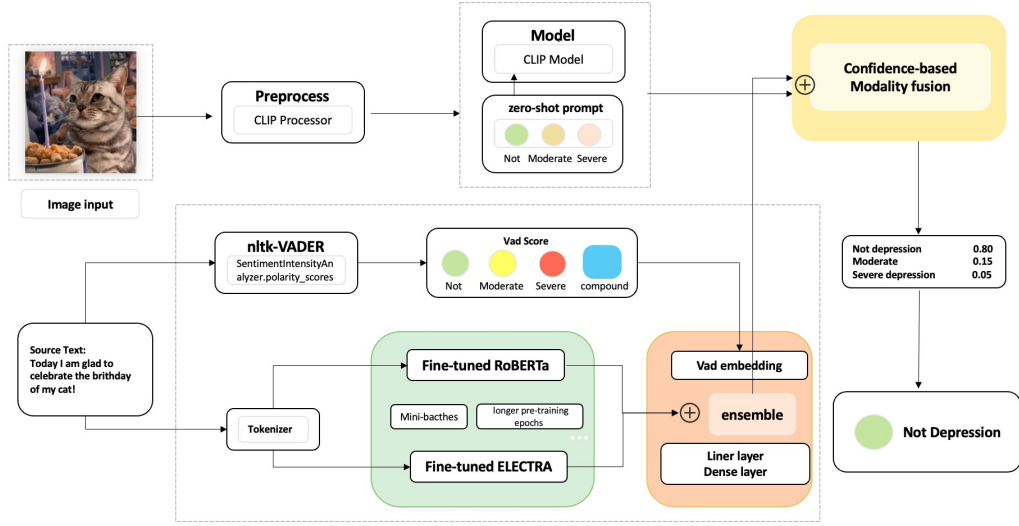 Image input
Preprocess
CLIP Processor
Model
CLIP Model
zero-shot prompt
Not Moderate Severe
Confidence-based
Modality fusion
nltk-VADER
SentimentIntensityAn
alyzer.polarity_scores
Vad Score
Not Moderate Severe compound
Source Text:
Today I am glad to
celebrate the brithday
of my cat!
Tokenizer
Fine-tuned RoBERTa
Mini-bacthes
longer pre-training
epochs
Fine-tuned ELECTRA
Vad embedding
ensemble
Liner layer
Dense layer
Not depression 0.80
Moderate 0.15
Severe depression 0.05
Not Depression